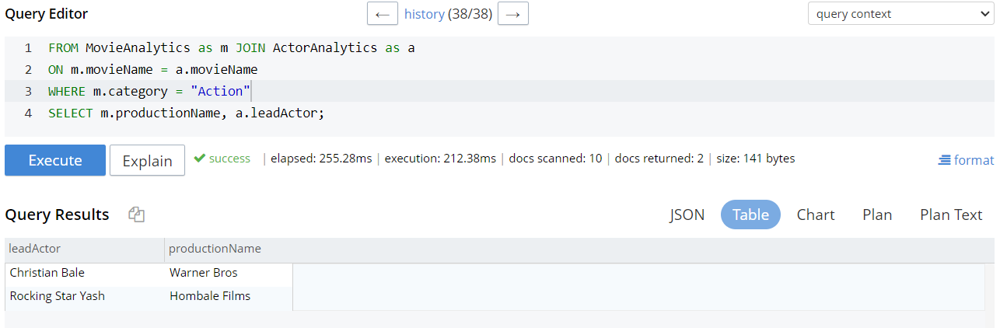 Query Editor
← history (38/38) →
query context
1 FROM MovieAnalytics as m JOIN ActorAnalytics as a
2 ON m.movieName = a.movieName
3 WHERE m.category = "Action"
4 SELECT m.productionName, a.leadActor;
Execute Explain success | elapsed: 255.28ms | execution: 212.38ms | docs scanned: 10 | docs returned: 2 | size: 141 bytes format
Query Results JSON Table Chart Plan Plan Text
leadActor productionName
Christian Bale Warner Bros
Rocking Star Yash Hombale Films